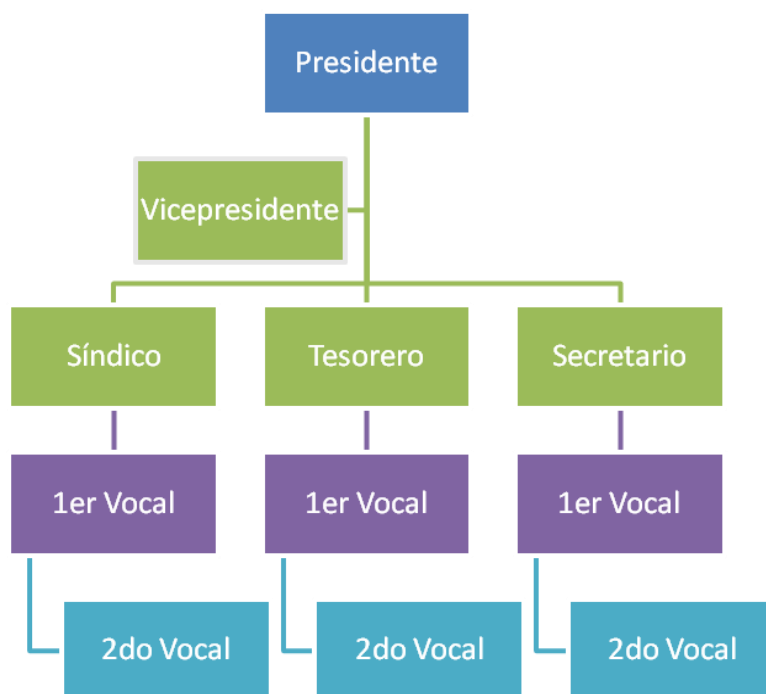 Presidente
Vicepresidente
Síndico
Tesorero
Secretario
1er Vocal
1er Vocal
1er Vocal
2do Vocal
2do Vocal
2do Vocal